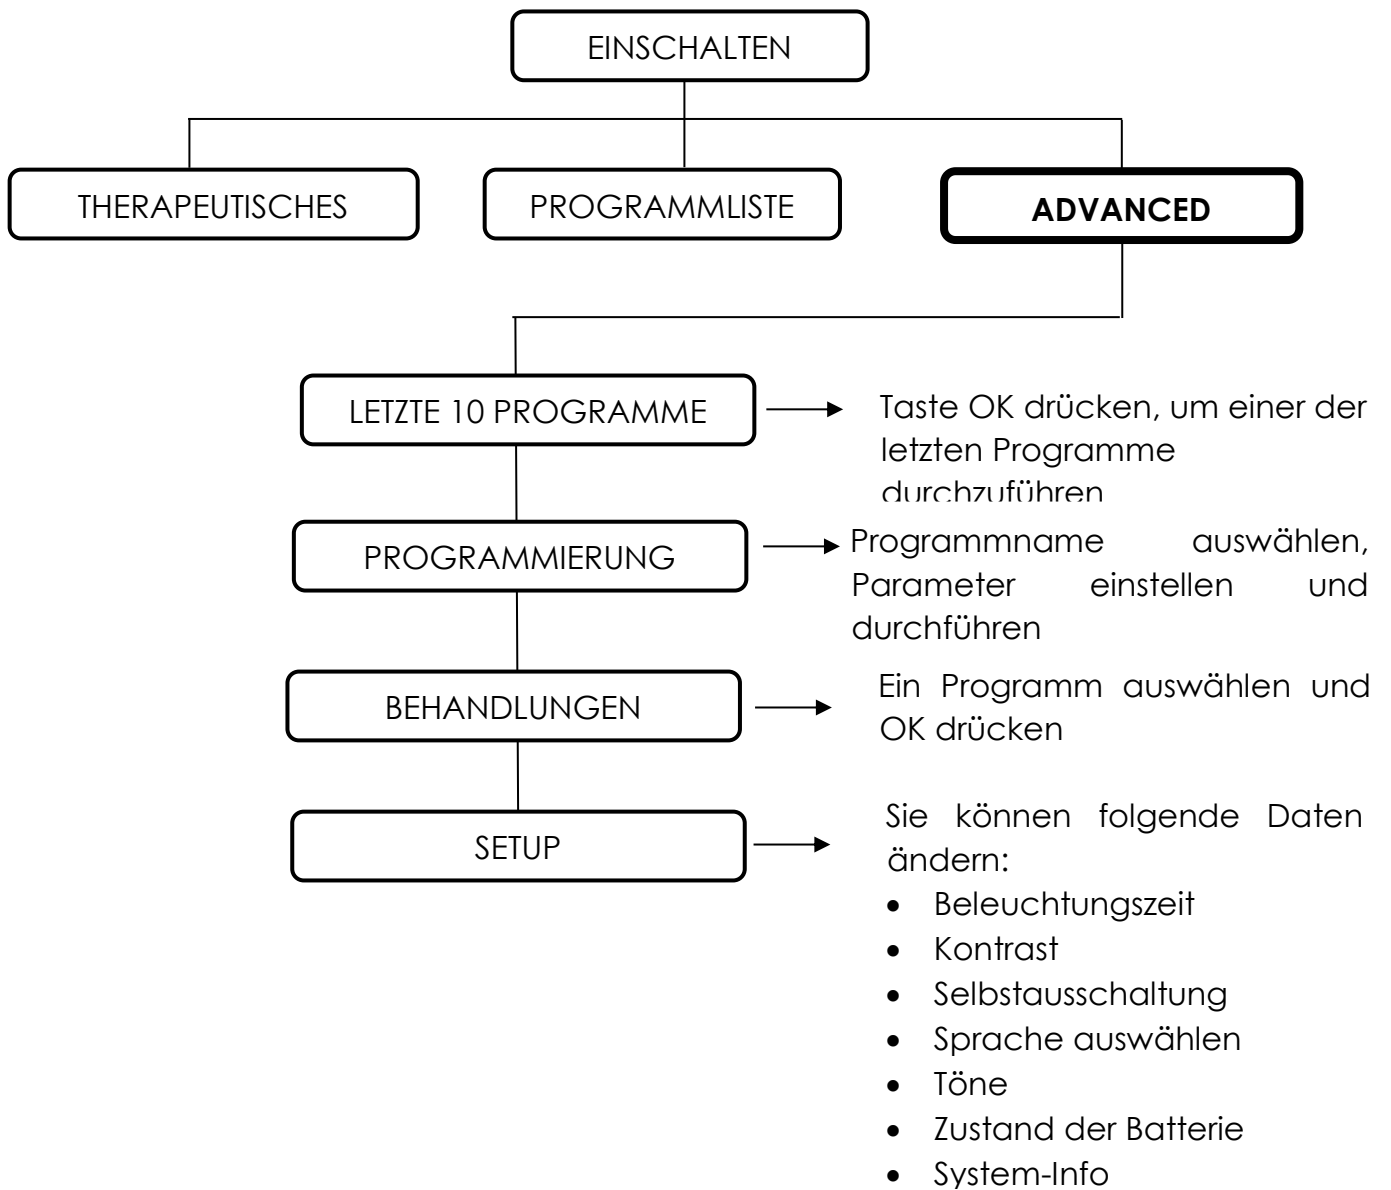 EINSCHALTEN
THERAPEUTISCHES
PROGRAMMLISTE
ADVANCED
LETZTE 10 PROGRAMME
Taste OK drücken, um einer der
letzten Programme
durchzuführen
PROGRAMMIERUNG
Programmname auswählen,
Parameter einstellen und
durchführen
BEHANDLUNGEN
Ein Programm auswählen und
OK drücken
SETUP
Sie können folgende Daten
ändern:
• Beleuchtungszeit
• Kontrast
• Selbstausschaltung
• Sprache auswählen
• Töne
• Zustand der Batterie
• System-Info